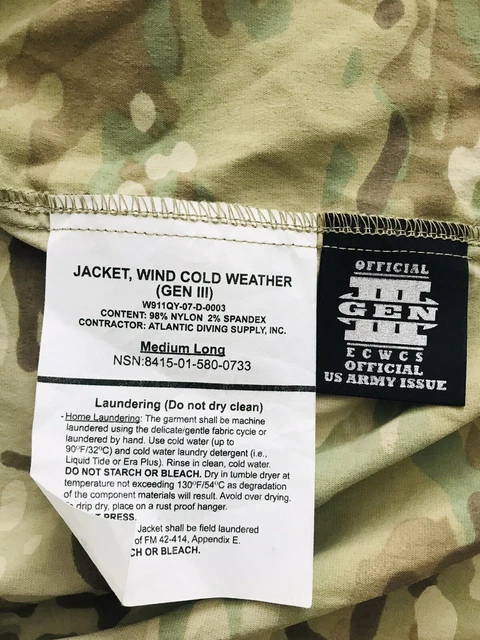 JACKET, WIND COLD WEATHER
(GEN III)
W911QY-07-D-0003
CONTENT: 98% NYLON 2% SPANDEX
CONTRACTOR: ATLANTIC DIVING SUPPLY, INC.
Medium Long
NSN:8415-01-580-0733
Laundering (Do not dry clean)
- Home Laundering: The garment shall be machine
laundered using the delicate/gentle fabric cycle or
laundered by hand. Use cold water (up to
90ºF/32ºC) and cold water laundry detergent (i.e.,
Liquid Tide or Era Plus). Rinse in clean, cold water.
DO NOT STARCH OR BLEACH. Dry in tumble dryer at
temperature not exceeding 130ºF/54ºC as degradation
of the component materials will result. Avoid over drying.
drip dry, place on a rust proof hanger.
PRESS.
Jacket shall be field laundered
of FM 42-414, Appendix E.
OR BLEACH.
OFFICIAL
III
GEN
ECWCS
OFFICIAL
US ARMY ISSUE